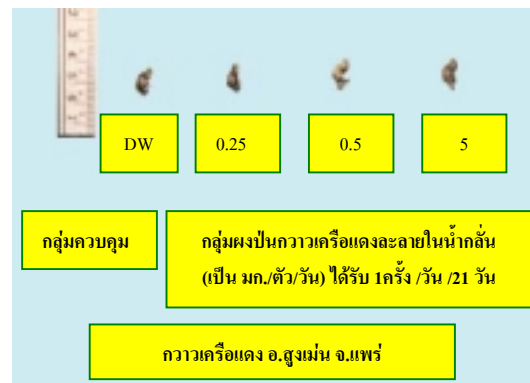 DW
0.25
0.5
5
กลุ่มควบคุม
กลุ่มผงป่นกวาวเครือแดงละลายในน้ำกลั่น
(เป็น มก./ตัว/วัน) ได้รับ 1ครั้ง /วัน /21 วัน
กวาวเครือแดง อ.สูงเม่น จ.แพร่